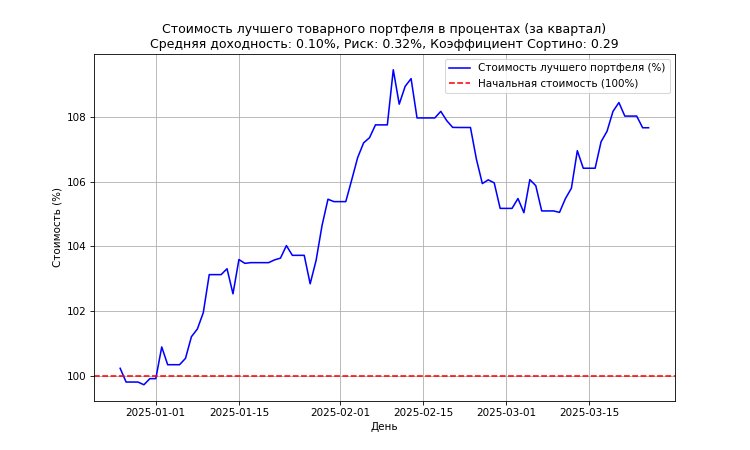 Стоимость лучшего товарного портфеля в процентах (за квартал)
Средняя доходность: 0.10%, Риск: 0.32%, Коэффициент Сортино: 0.29
Стоимость лучшего портфеля (%)
Начальная стоимость (100%)
Стоимость (%)
108
106
104
102
100
2025-01-01
2025-01-15
2025-02-01
2025-02-15
2025-03-01
2025-03-15
День